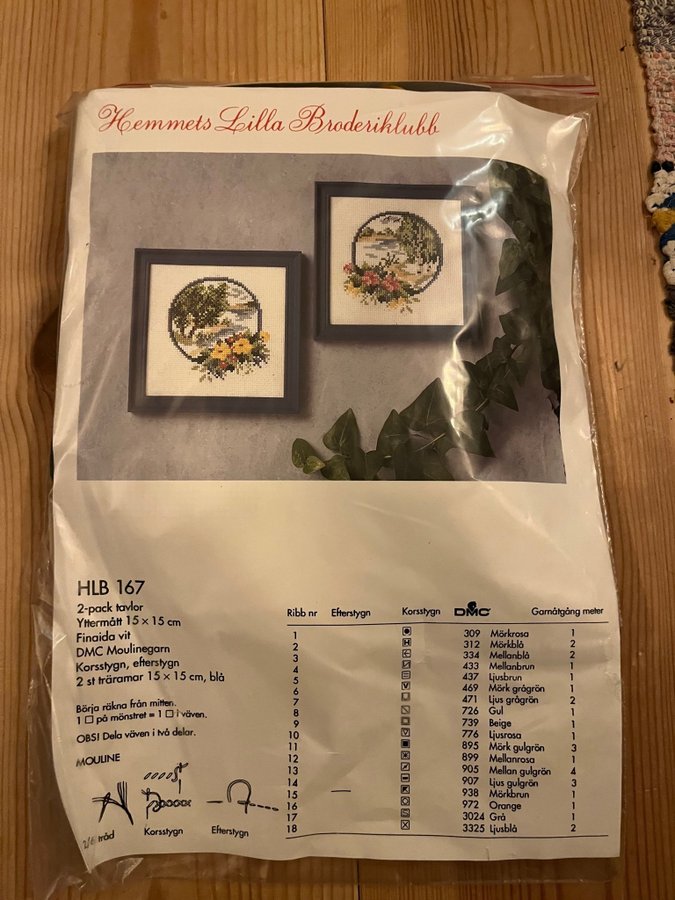 Hemmets Lilla Broderiklubb
HLB 167
2-pack tavlor
Yttermått 15 × 15 cm
Finaida vit
DMC Moulinegarn
Korsstygn, efterstygn
2 st träramar 15 × 15 cm, blå
Börja räkna från mitten.
1 □ på mönstret = 1 □ i väven.
OBS! Dela väven i två delar.
MOULINE
2/6 tråd Korsstygn Efterstygn
Ribb nr Efterstygn Korsstygn DMC Garnåtgång meter
1 309 Mörkrosa 1
2 312 Mörkblå 2
3 334 Mellanblå 2
4 433 Mellanbrun 1
5 437 Ljusbrun 1
6 469 Mörk grågrön 1
7 471 Ljus grågrön 2
8 726 Gul 1
9 739 Beige 1
10 776 Ljusrosa 1
11 895 Mörk gulgrön 3
12 899 Mellanrosa 1
13 905 Mellan gulgrön 4
14 907 Ljus gulgrön 3
15 938 Mörkbrun 1
16 972 Orange 1
17 3024 Grå 1
18 3325 Ljusblå 2